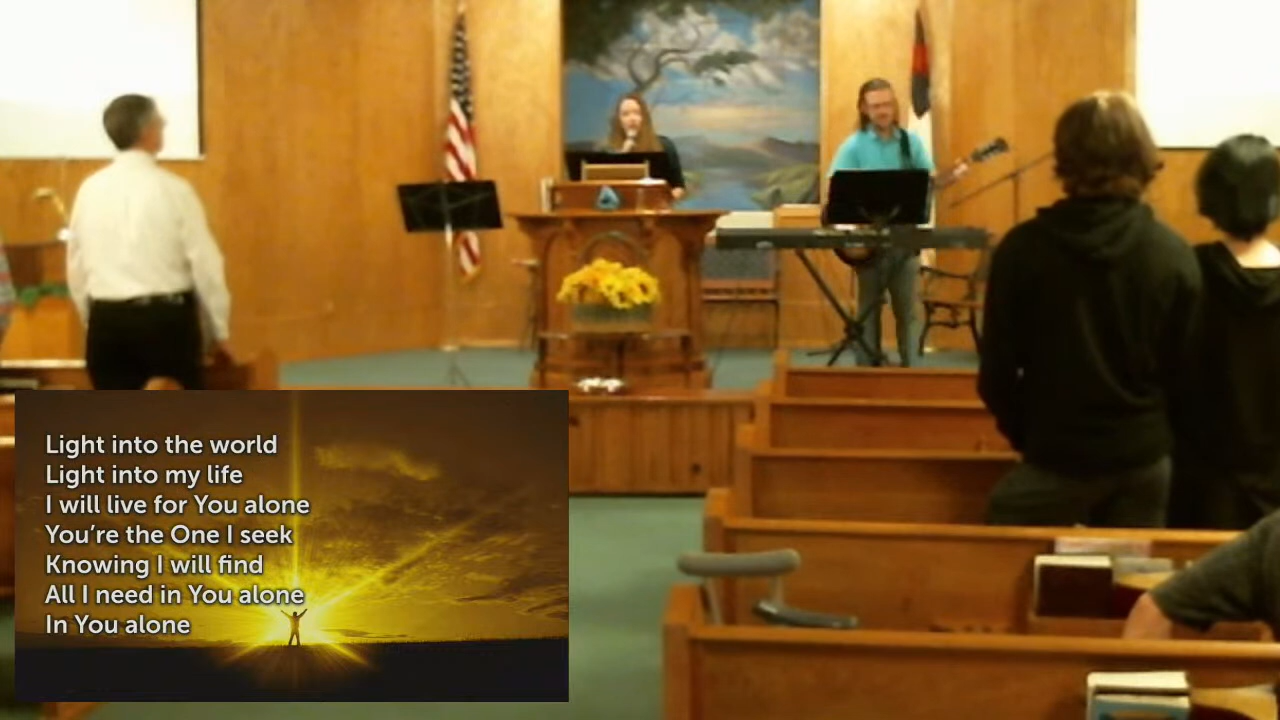 Light into the world
Light into my life
I will live for You alone
You’re the One I seek
Knowing I will find
All I need in You alone
In You alone